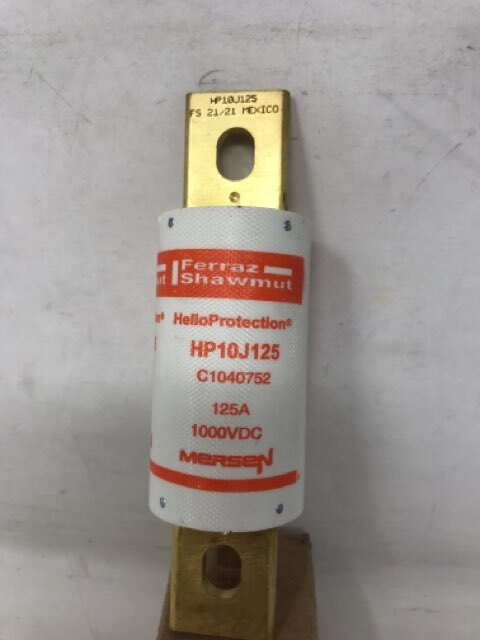 HP10J125
FS 21/21 MEXICO
Ferraz
Shawmut
HelioProtection®
HP10J125
C1040752
125A
1000VDC
MERSEN